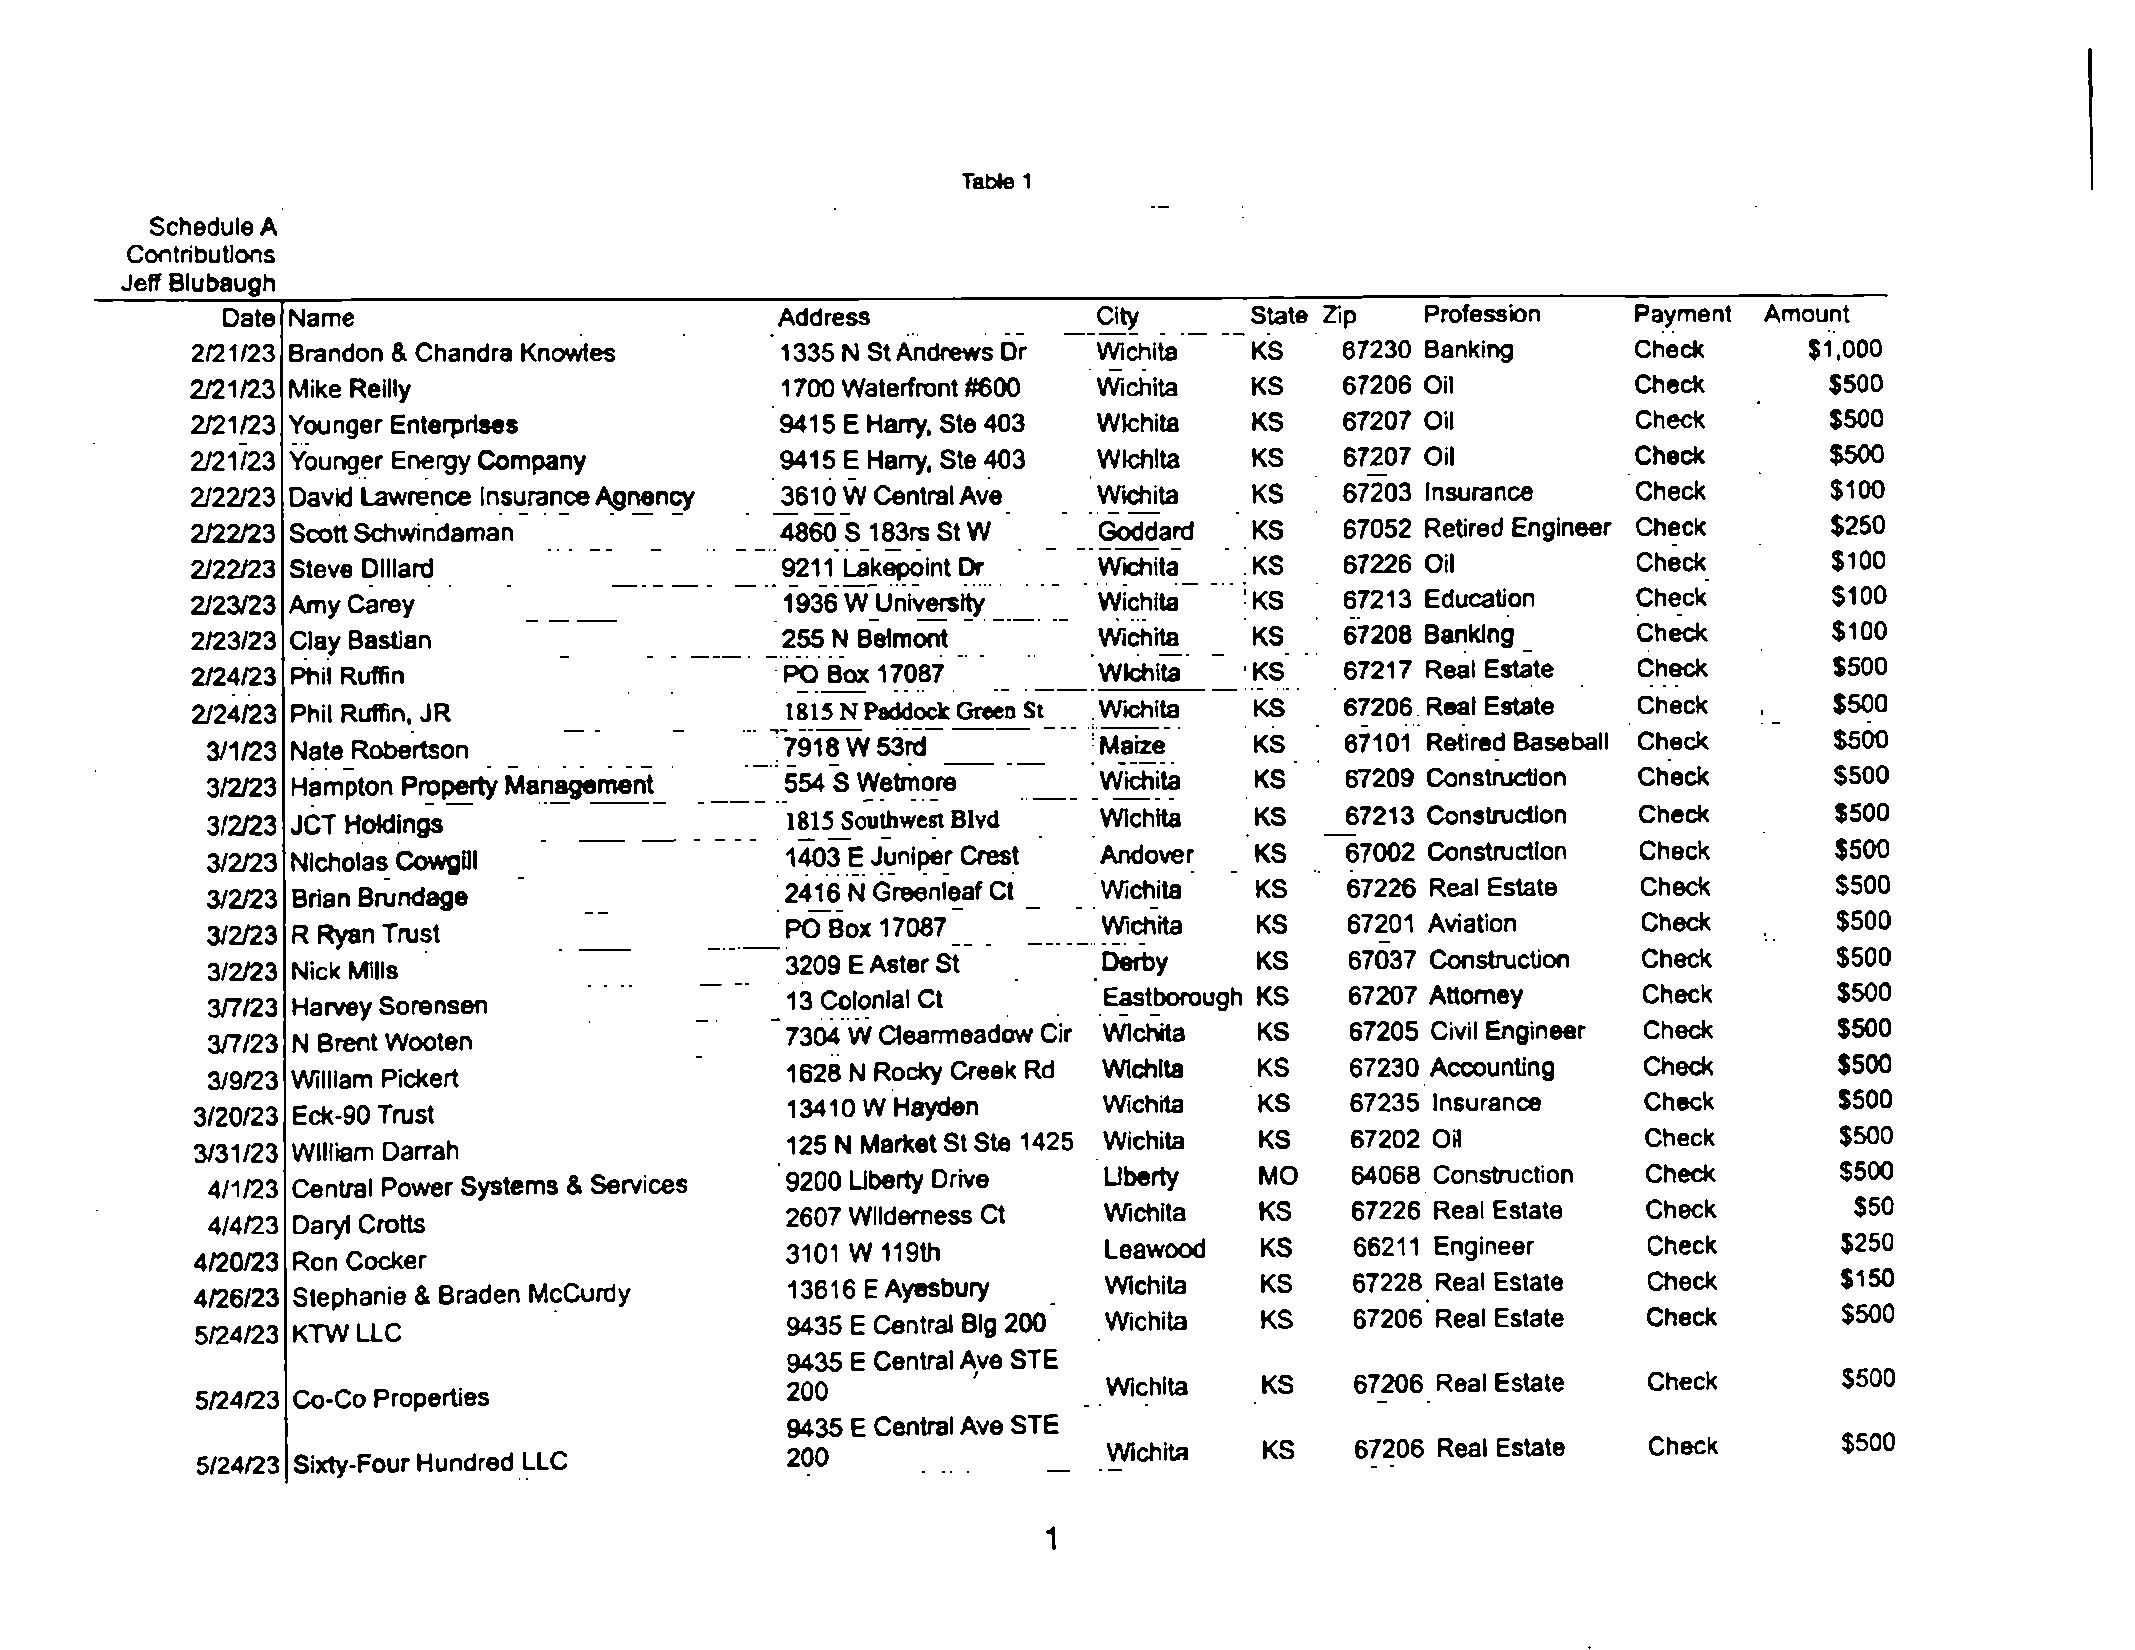 Table 1
Schedule A
Contributions
Jeff Blubaugh
Date Name Address City State Zip Profession Payment Amount
2/21/23 Brandon & Chandra Knowles 1335 N St Andrews Dr Wichita KS 67230 Banking Check $1,000
2/21/23 Mike Reilly 1700 Waterfront #600 Wichita KS 67206 Oil Check $500
2/21/23 Younger Enterprises 9415 E Harry, Ste 403 Wichita KS 67207 Oil Check $500
2/21/23 Younger Energy Company 9415 E Harry, Ste 403 Wichita KS 67207 Oil Check $500
2/22/23 David Lawrence Insurance Agnency 3610 W Central Ave Wichita KS 67203 Insurance Check $100
2/22/23 Scott Schwindaman 4860 S 183rs St W Goddard KS 67052 Retired Engineer Check $250
2/22/23 Steve Dillard 9211 Lakepoint Dr Wichita KS 67226 Oil Check $100
2/23/23 Amy Carey 1936 W University Wichita KS 67213 Education Check $100
2/23/23 Clay Bastian 255 N Belmont Wichita KS 67208 Banking Check $100
2/24/23 Phil Ruffin PO Box 17087 Wichita KS 67217 Real Estate Check $500
2/24/23 Phil Ruffin, JR 1815 N Paddock Green St Wichita KS 67206 Real Estate Check $500
3/1/23 Nate Robertson 7918 W 53rd Maize KS 67101 Retired Baseball Check $500
3/2/23 Hampton Property Management 554 S Wetmore Wichita KS 67209 Construction Check $500
3/2/23 JCT Holdings 1815 Southwest Blvd Wichita KS 67213 Construction Check $500
3/2/23 Nicholas Cowgill 1403 E Juniper Crest Andover KS 67002 Construction Check $500
3/2/23 Brian Brundage 2416 N Greenleaf Ct Wichita KS 67226 Real Estate Check $500
3/2/23 R Ryan Trust PO Box 17087 Wichita KS 67201 Aviation Check $500
3/2/23 Nick Mills 3209 E Aster St Derby KS 67037 Construction Check $500
3/7/23 Harvey Sorensen 13 Colonial Ct Eastborough KS 67207 Attorney Check $500
3/7/23 N Brent Wooten 7304 W Clearmeadow Cir Wichita KS 67205 Civil Engineer Check $500
3/9/23 William Pickert 1628 N Rocky Creek Rd Wichita KS 67230 Accounting Check $500
3/20/23 Eck-90 Trust 13410 W Hayden Wichita KS 67235 Insurance Check $500
3/31/23 William Darrah 125 N Market St Ste 1425 Wichita KS 67202 Oil Check $500
4/1/23 Central Power Systems & Services 9200 Liberty Drive Liberty MO 64068 Construction Check $500
4/4/23 Daryl Crotts 2607 Wilderness Ct Wichita KS 67226 Real Estate Check $50
4/20/23 Ron Cocker 3101 W 119th Leawood KS 66211 Engineer Check $250
4/26/23 Stephanie & Braden McCurdy 13616 E Ayesbury Wichita KS 67228 Real Estate Check $150
5/24/23 KTW LLC 9435 E Central Blg 200 Wichita KS 67206 Real Estate Check $500
9435 E Central Ave STE
5/24/23 Co-Co Properties 200 Wichita KS 67206 Real Estate Check $500
9435 E Central Ave STE
5/24/23 Sixty-Four Hundred LLC 200 Wichita KS 67206 Real Estate Check $500
1